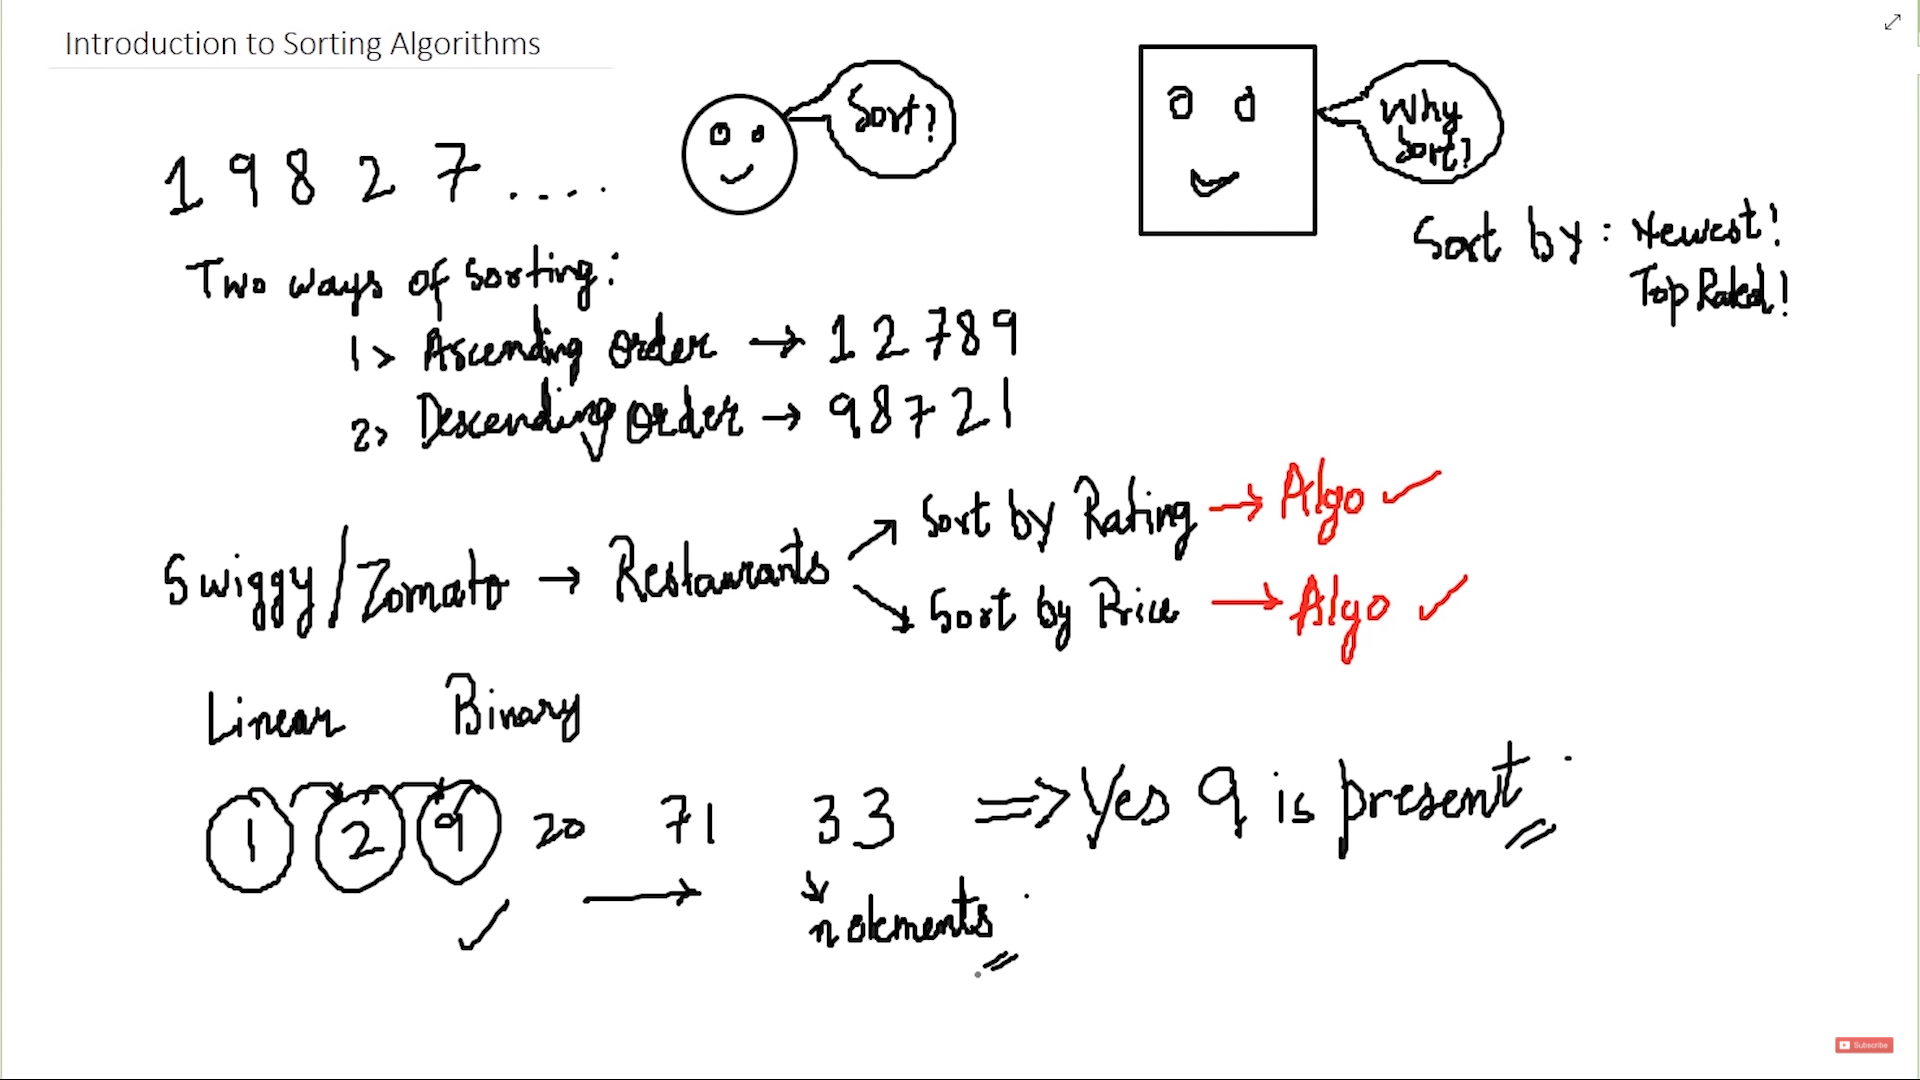 Introduction to Sorting Algorithms
Sort?
Why
Sort?
1 9 8 2 7 ....
Sort by : Newest!
Top Rated!
Two ways of Sorting:
1> Ascending Order → 1 2 7 8 9
2> Descending Order → 9 8 7 2 1
Sort by Rating → Algo ✓
Swiggy/Zomato → Restaurants
Sort by Price → Algo ✓
Linear Binary
1 2 9 20 71 33 ⇒ Yes 9 is present
n elements
Subscribe